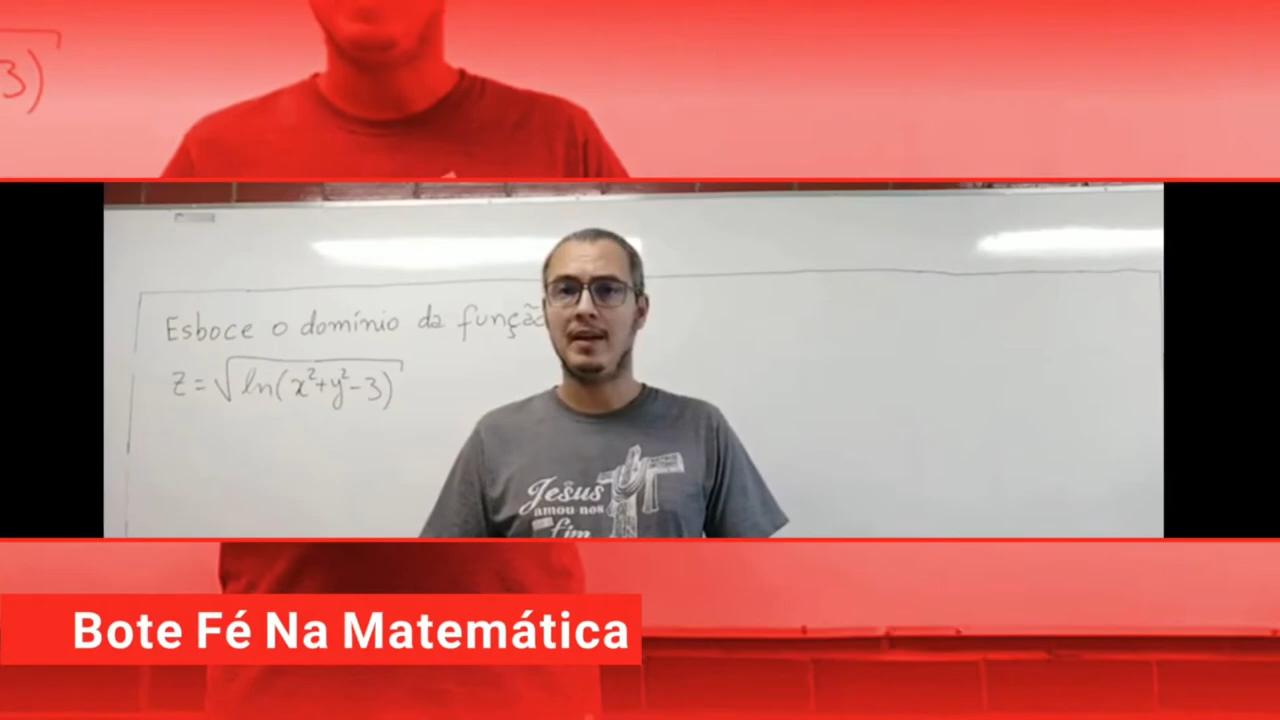 3)
Esboce o domínio da função
z = √ln(x²+y²-3)
Jesus
amou-nos
fim
Bote Fé Na Matemática